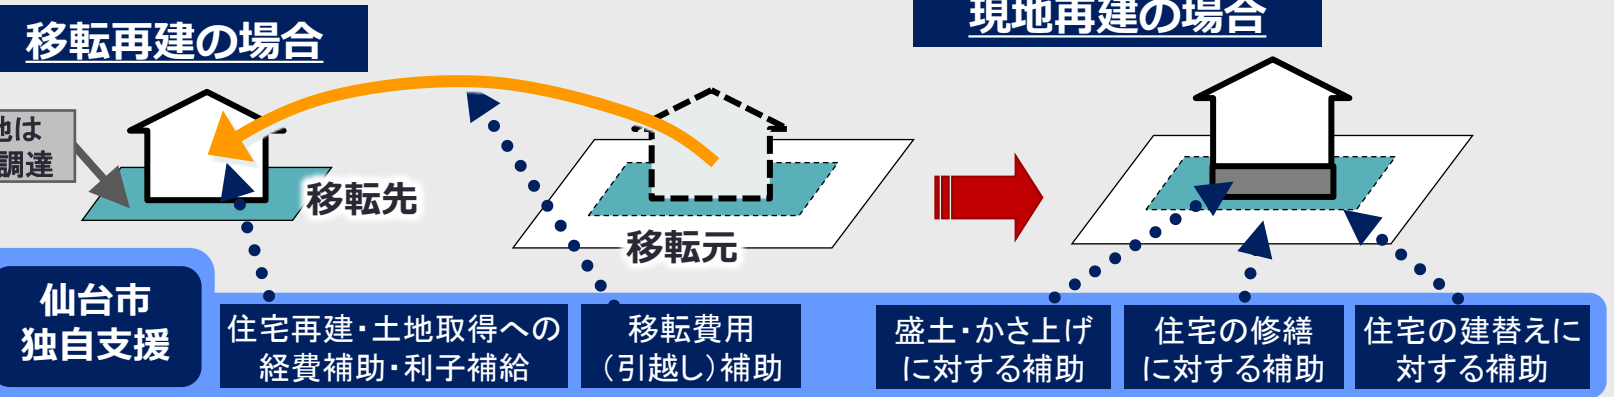 移転再建の場合
現地再建の場合
地は
調達
移転先
移転元
仙台市
独自支援
住宅再建・土地取得への
経費補助・利子補給
移転費用
（引越し）補助
盛土・かさ上げ
に対する補助
住宅の修繕
に対する補助
住宅の建替えに
対する補助